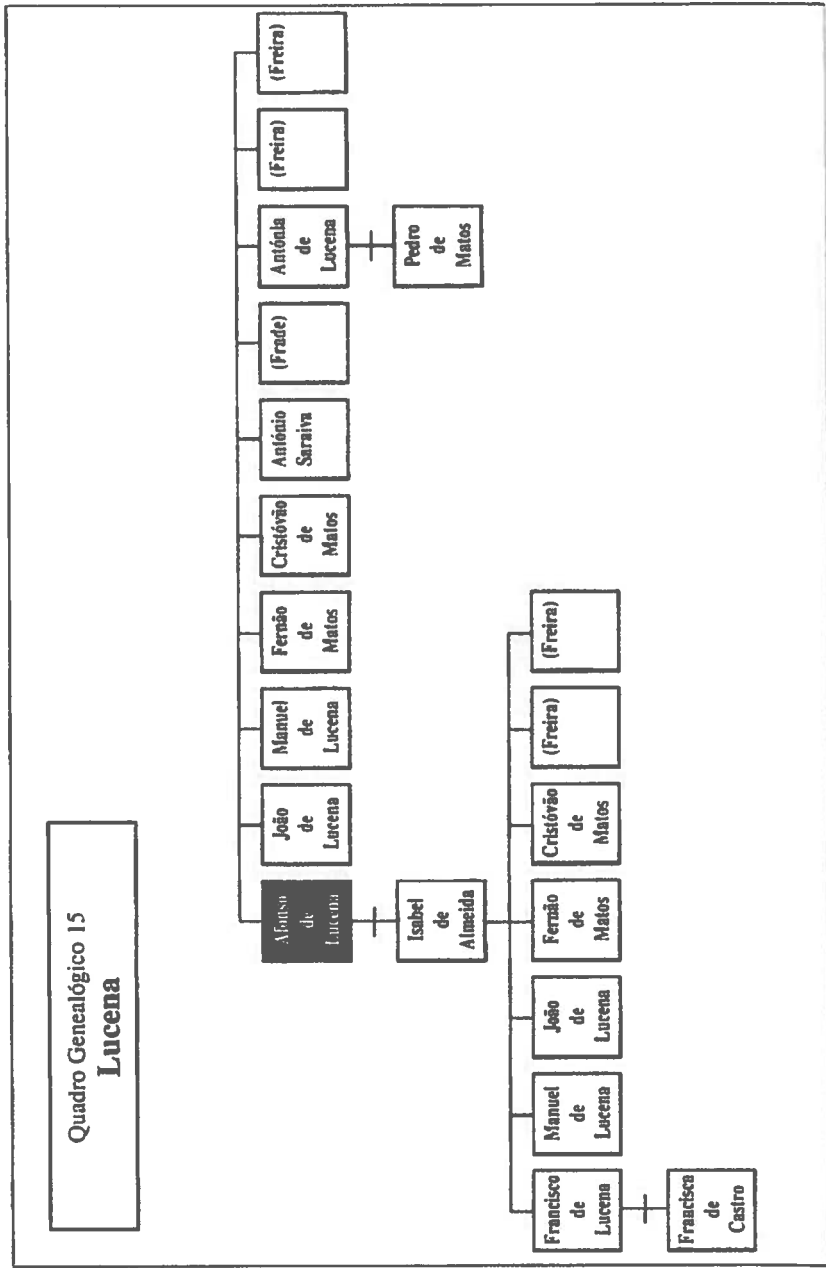 Quadro Genealógico 15
Lucena
Afonso
de
Lucena
João
de
Lucena
Manuel
de
Lucena
Fernão
de
Matos
Cristóvão
de
Matos
António
Saraiva
(Frade)
Antónia
de
Lucena
(Freira)
(Freira)
Isabel
de
Almeida
Pedro
de
Matos
Francisco
de
Lucena
Manuel
de
Lucena
João
de
Lucena
Fernão
de
Matos
Cristóvão
de
Matos
(Freira)
(Freira)
Francisca
de
Castro